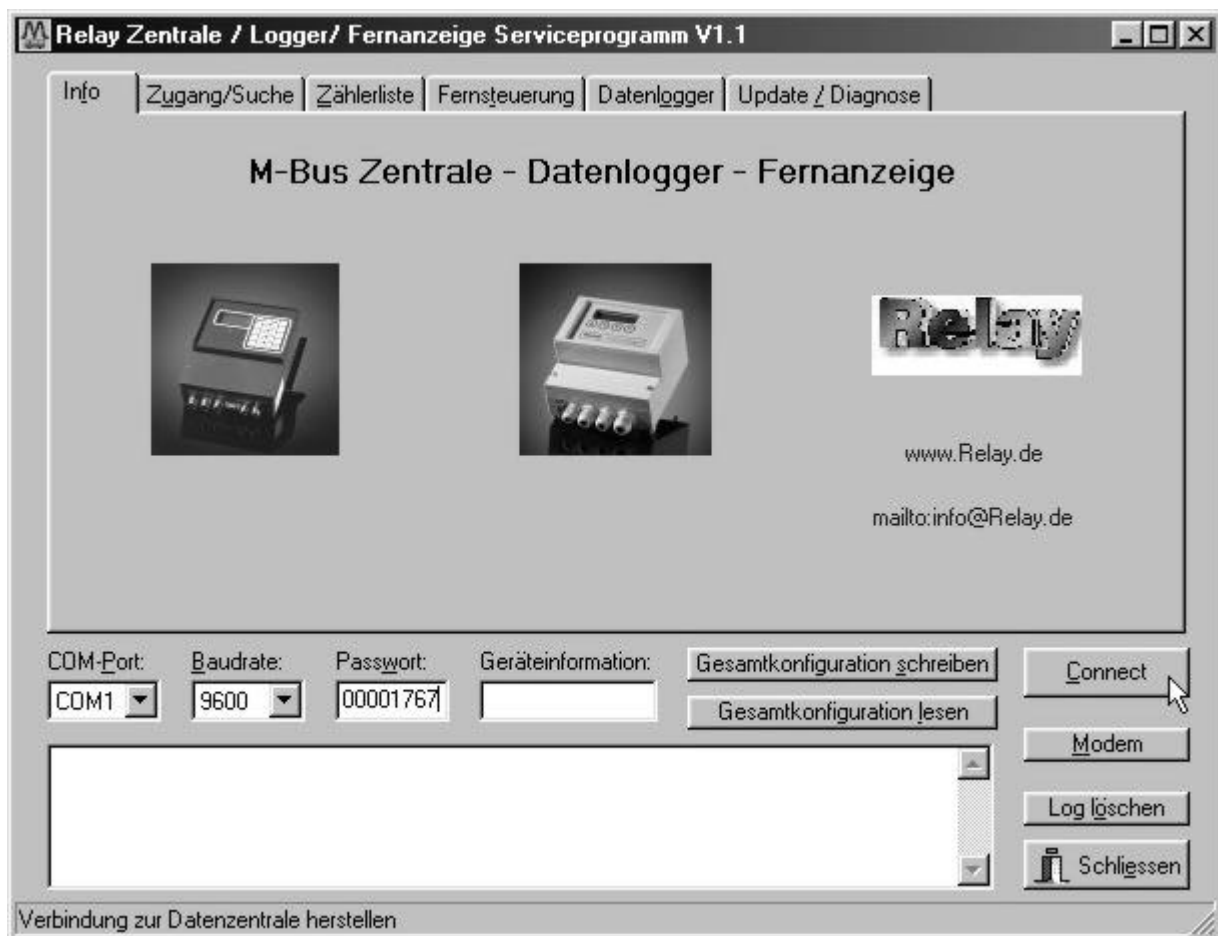 Relay Zentrale / Logger/ Fernanzeige Serviceprogramm V1.1
Info Zugang/Suche Zählerliste Fernsteuerung Datenlogger Update / Diagnose
M-Bus Zentrale - Datenlogger - Fernanzeige
Relay
www.Relay.de
mailto:info@Relay.de
COM-Port: Baudrate: Passwort: Geräteinformation: Gesamtkonfiguration schreiben Connect
COM1 9600 00001767 Gesamtkonfiguration lesen
Modem
Log löschen
Schliessen
Verbindung zur Datenzentrale herstellen